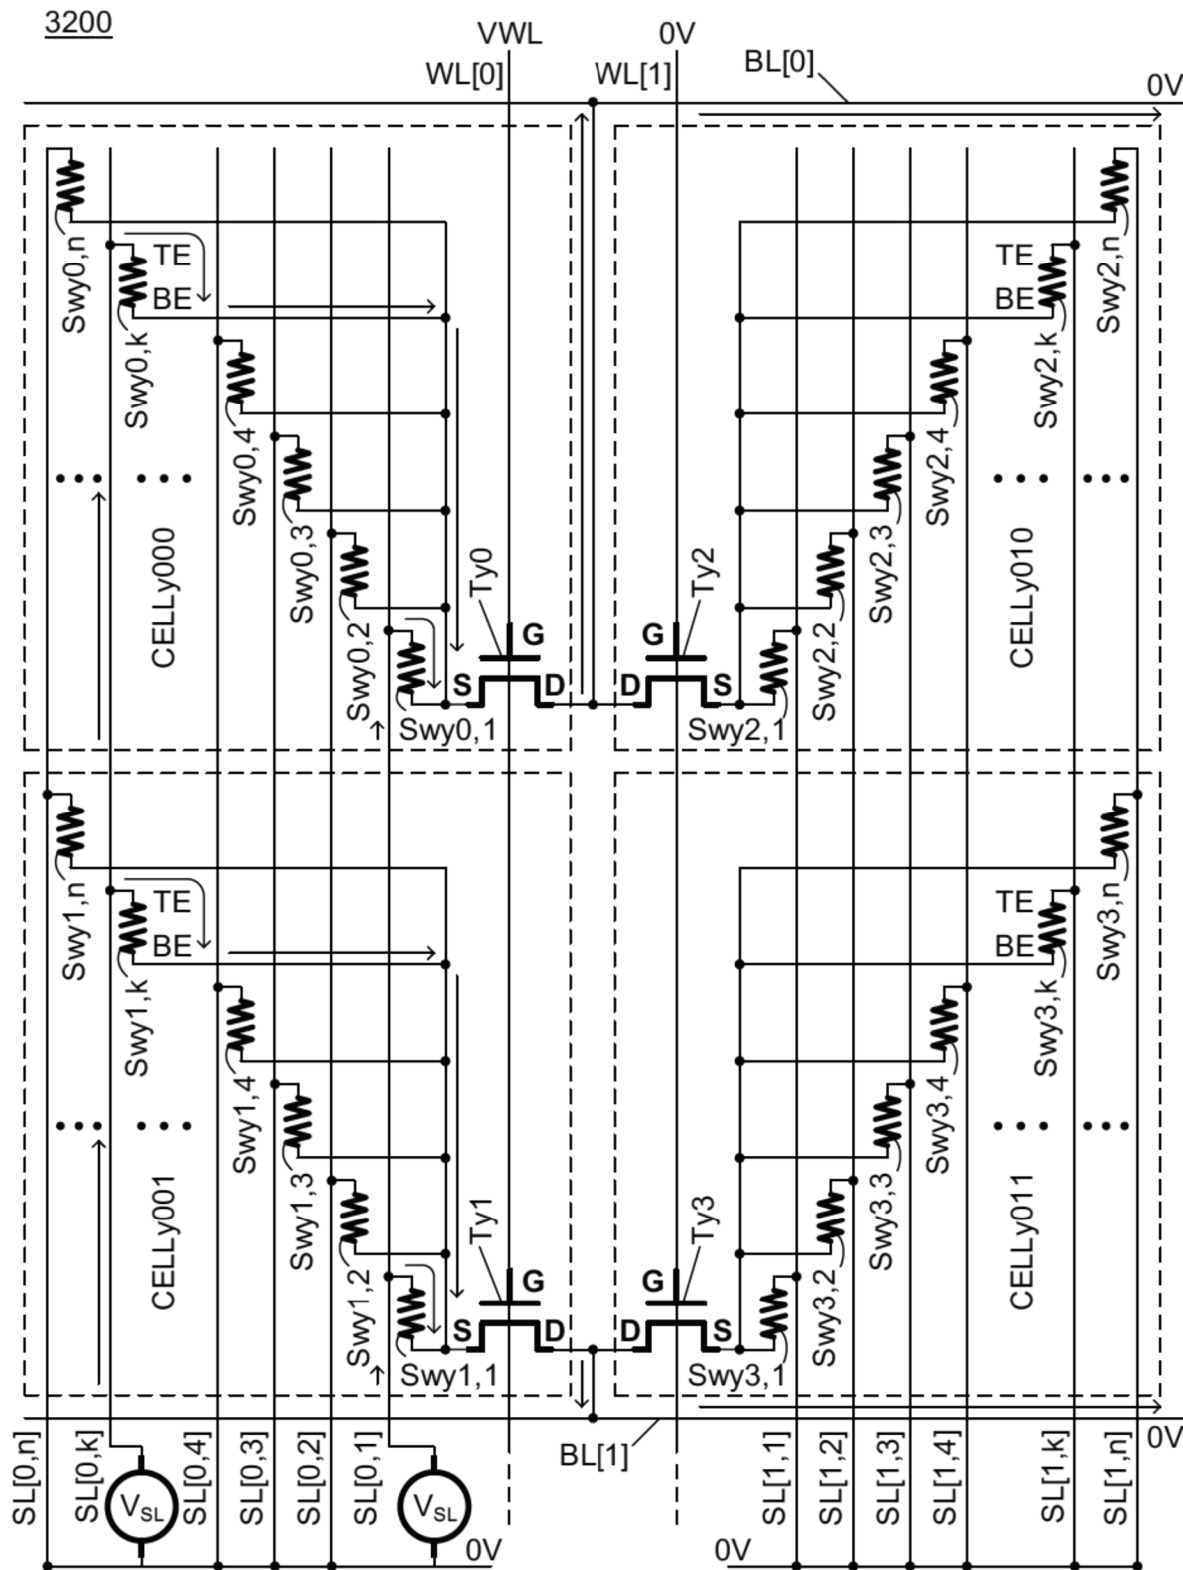 3200
VWL
0V
WL[0]
WL[1]
BL[0]
0V
Swy0,n
TE
BE
Swy0,k
Swy0,4
Swy0,3
Swy0,2
Swy0,1
CELLy000
Ty0
G
S
D
Swy2,n
TE
BE
Swy2,k
Swy2,4
Swy2,3
Swy2,2
Swy2,1
CELLy010
Ty2
G
D
S
Swy1,n
TE
BE
Swy1,k
Swy1,4
Swy1,3
Swy1,2
Swy1,1
CELLy001
Ty1
G
S
D
Swy3,n
TE
BE
Swy3,k
Swy3,4
Swy3,3
Swy3,2
Swy3,1
CELLy011
Ty3
G
D
S
BL[1]
0V
SL[0,n]
SL[0,k]
SL[0,4]
SL[0,3]
SL[0,2]
SL[0,1]
SL[1,1]
SL[1,2]
SL[1,3]
SL[1,4]
SL[1,k]
SL[1,n]
VSL
VSL
0V
0V